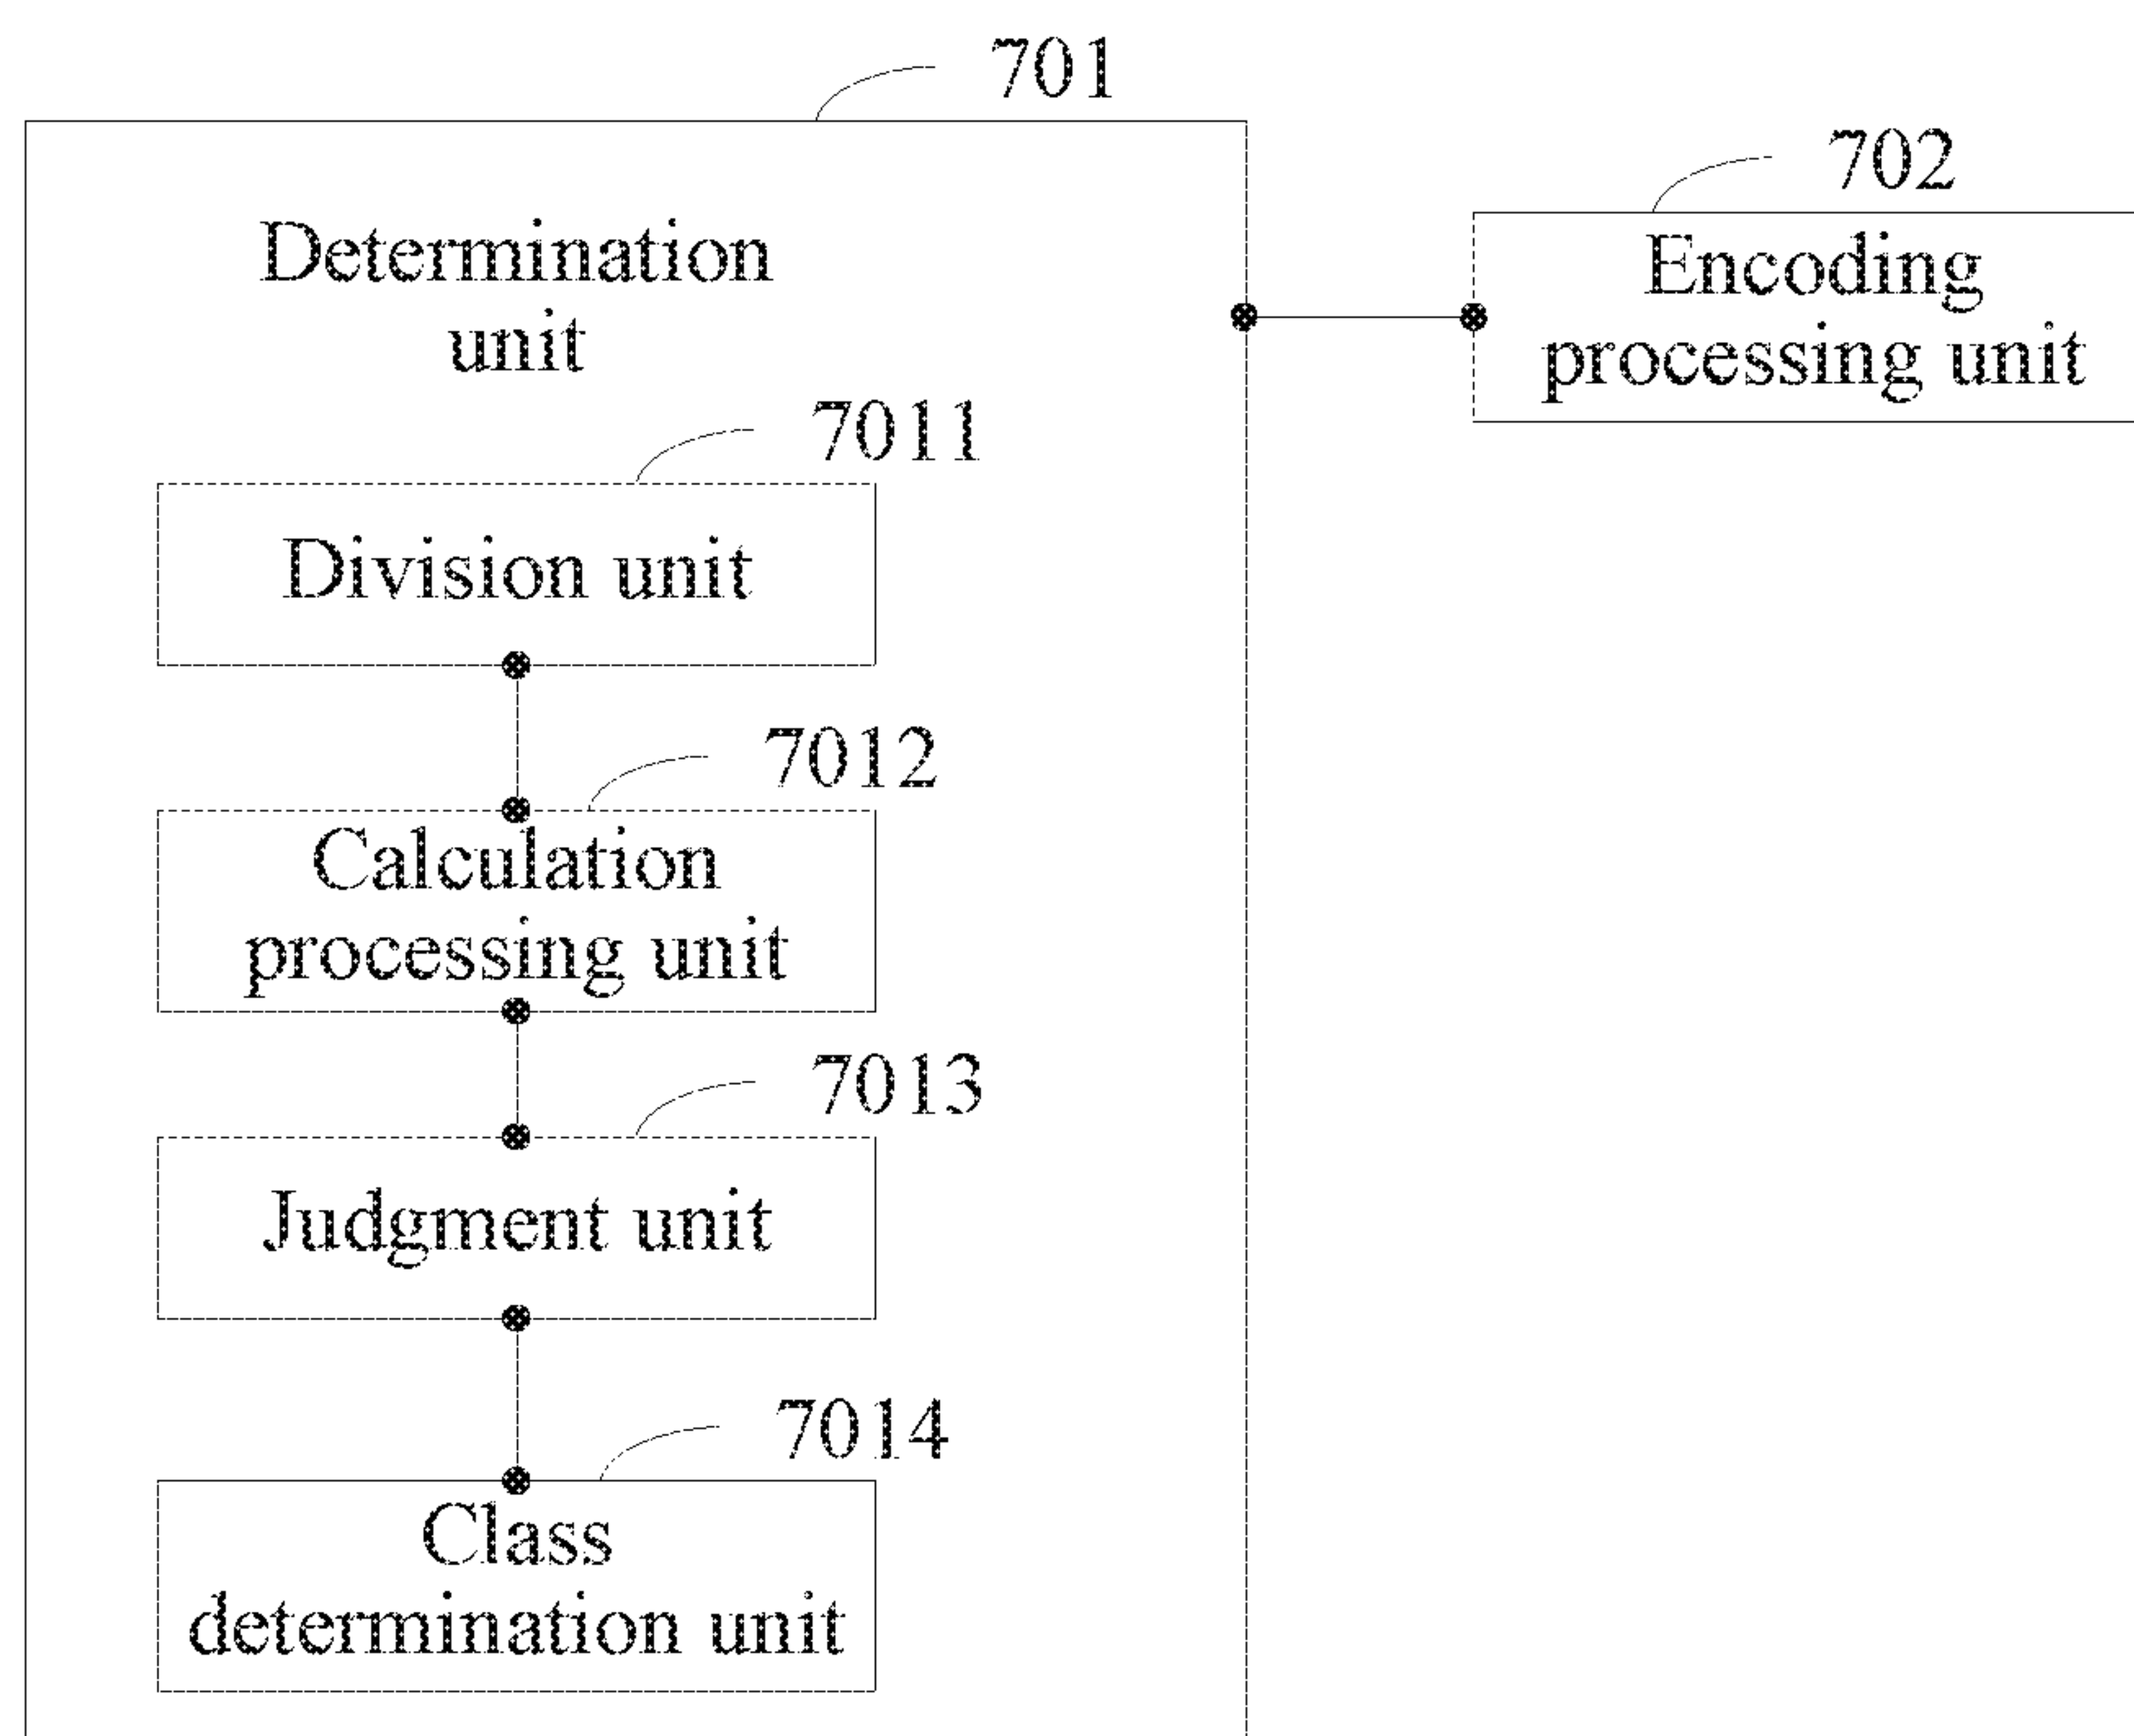 701
702
Determination
unit
Encoding
processing unit
7011
Division unit
7012
Calculation
processing unit
7013
Judgment unit
7014
Class
determination unit